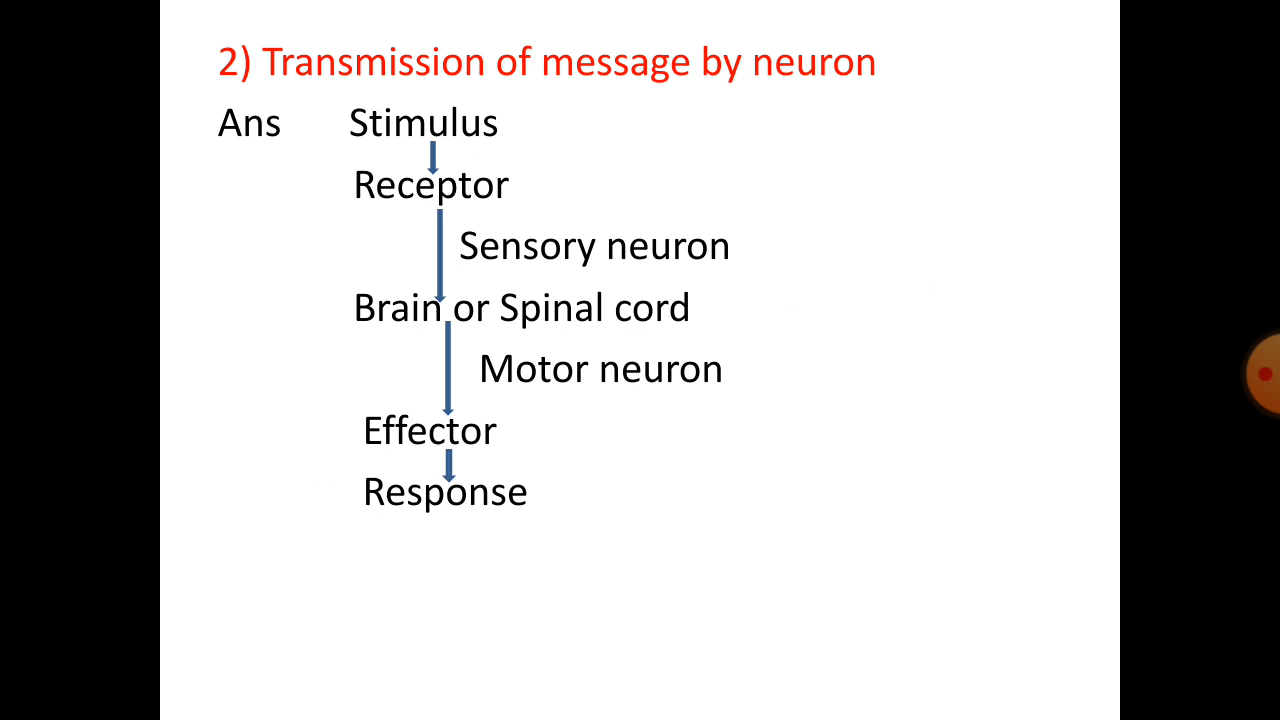 2) Transmission of message by neuron
Ans Stimulus
Receptor
Sensory neuron
Brain or Spinal cord
Motor neuron
Effector
Response